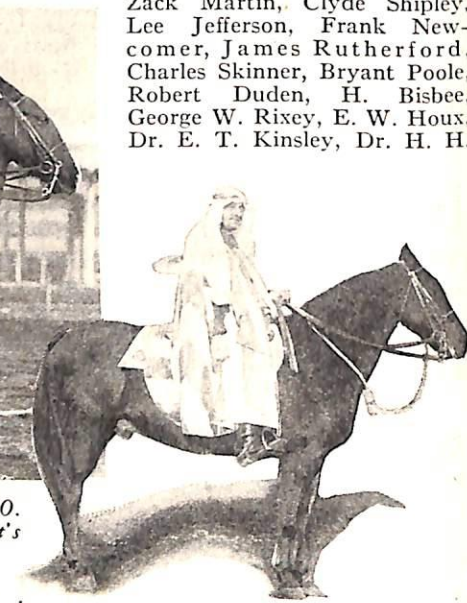 Zack Martin, Clyde Shipley,
Lee Jefferson, Frank New-
comer, James Rutherford,
Charles Skinner, Bryant Poole,
Robert Duden, H. Bisbee,
George W. Rixey, E. W. Houx,
Dr. E. T. Kinsley, Dr. H. H.
O.
t's